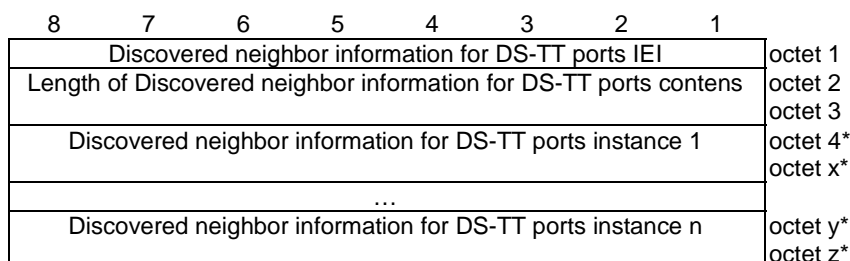 8 7 6 5 4 3 2 1
Discovered neighbor information for DS-TT ports IEI octet 1
Length of Discovered neighbor information for DS-TT ports contens octet 2
octet 3
Discovered neighbor information for DS-TT ports instance 1 octet 4*
octet x*
…
Discovered neighbor information for DS-TT ports instance n octet y*
octet z*